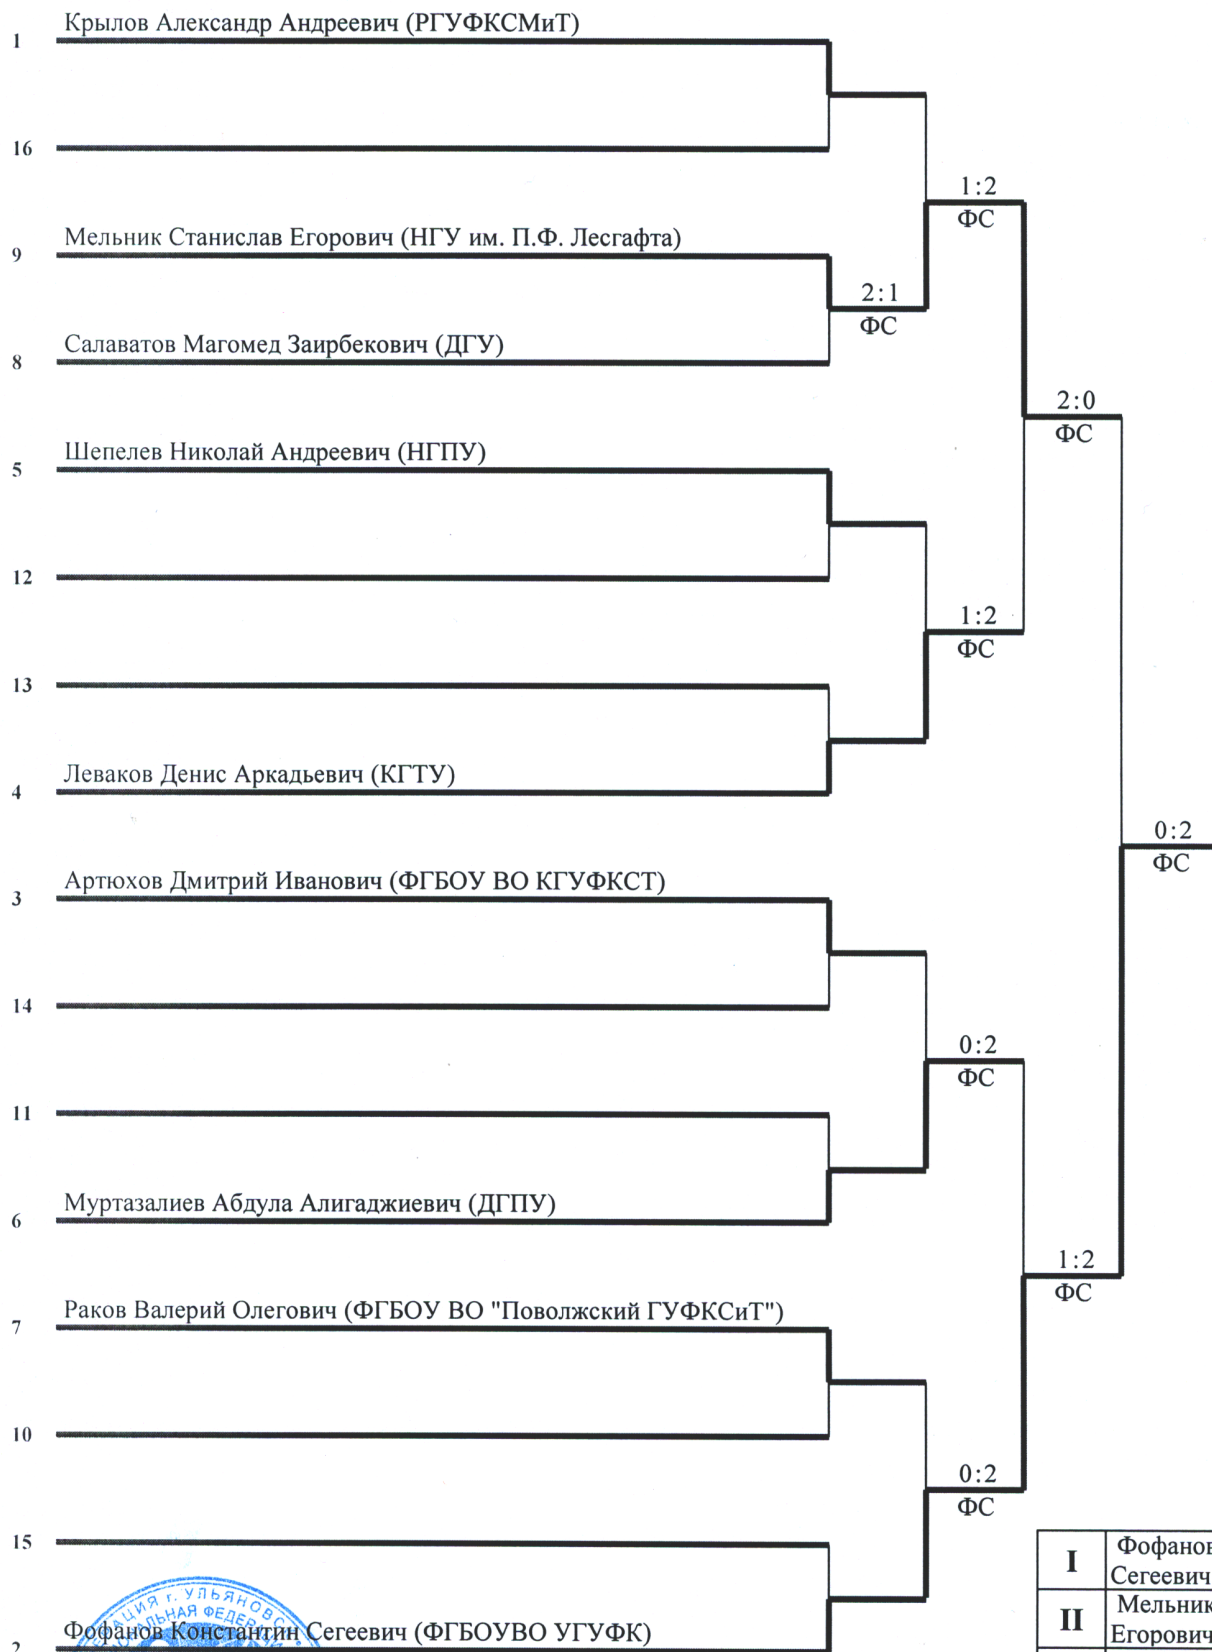 Крылов Александр Андреевич (РГУФКСМиТ)
1
16
1:2
ФС
Мельник Станислав Егорович (НГУ им. П.Ф. Лесгафта)
9
2:1
ФС
Салаватов Магомед Заирбекович (ДГУ)
8
2:0
ФС
Шепелев Николай Андреевич (НГПУ)
5
12
1:2
ФС
13
Леваков Денис Аркадьевич (КГТУ)
4
0:2
ФС
Артюхов Дмитрий Иванович (ФГБОУ ВО КГУФКСТ)
3
14
0:2
ФС
11
Муртазалиев Абдула Алигаджиевич (ДГПУ)
6
1:2
ФС
Раков Валерий Олегович (ФГБОУ ВО "Поволжский ГУФКСиТ")
7
10
0:2
ФС
15
I Фофанов
Сегеевич
II Мельник
Егорович
г. УЛЬЯНОВС
Фофанов Константин Сегеевич (ФГБОУВО УГУФК)
2